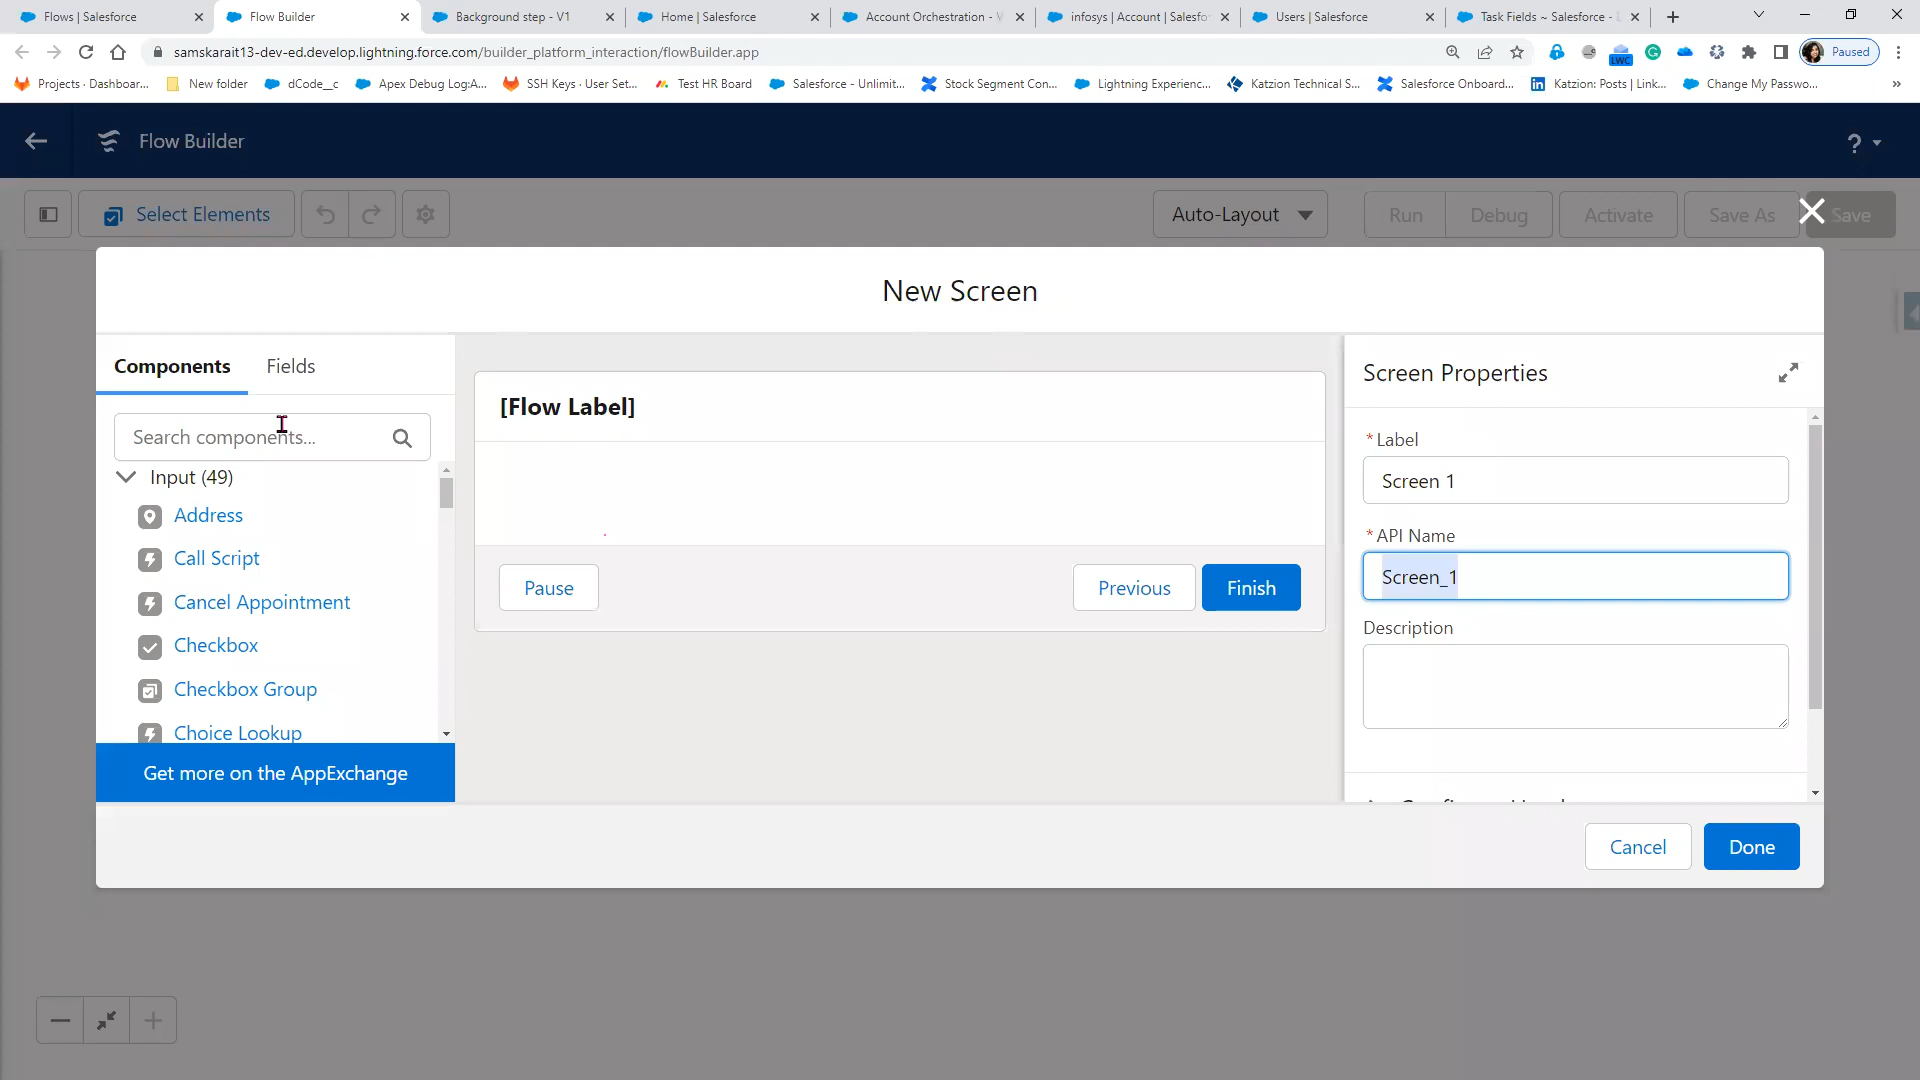 Flows | Salesforce
Flow Builder
Background step - V1
Home | Salesforce
Account Orchestration - V
infosys | Account | Salesfo
Users | Salesforce
Task Fields ~ Salesforce -
samskarait13-dev-ed.develop.lightning.force.com/builder_platform_interaction/flowBuilder.app
LWC
Paused
Projects · Dashboar...
New folder
dCode__c
Apex Debug Log:A...
SSH Keys · User Set...
Test HR Board
Salesforce - Unlimit...
Stock Segment Con...
Lightning Experienc...
Katzion Technical S...
Salesforce Onboard...
Katzion: Posts | Link...
Change My Passwo...
»
Flow Builder
?
Select Elements
Auto-Layout
Run
Debug
Activate
Save As
Save
New Screen
Components
Fields
Search components...
Input (49)
Address
Call Script
Cancel Appointment
Checkbox
Checkbox Group
Choice Lookup
Get more on the AppExchange
[Flow Label]
Pause
Previous
Finish
Screen Properties
*Label
Screen 1
*API Name
Screen_1
Description
Cancel
Done